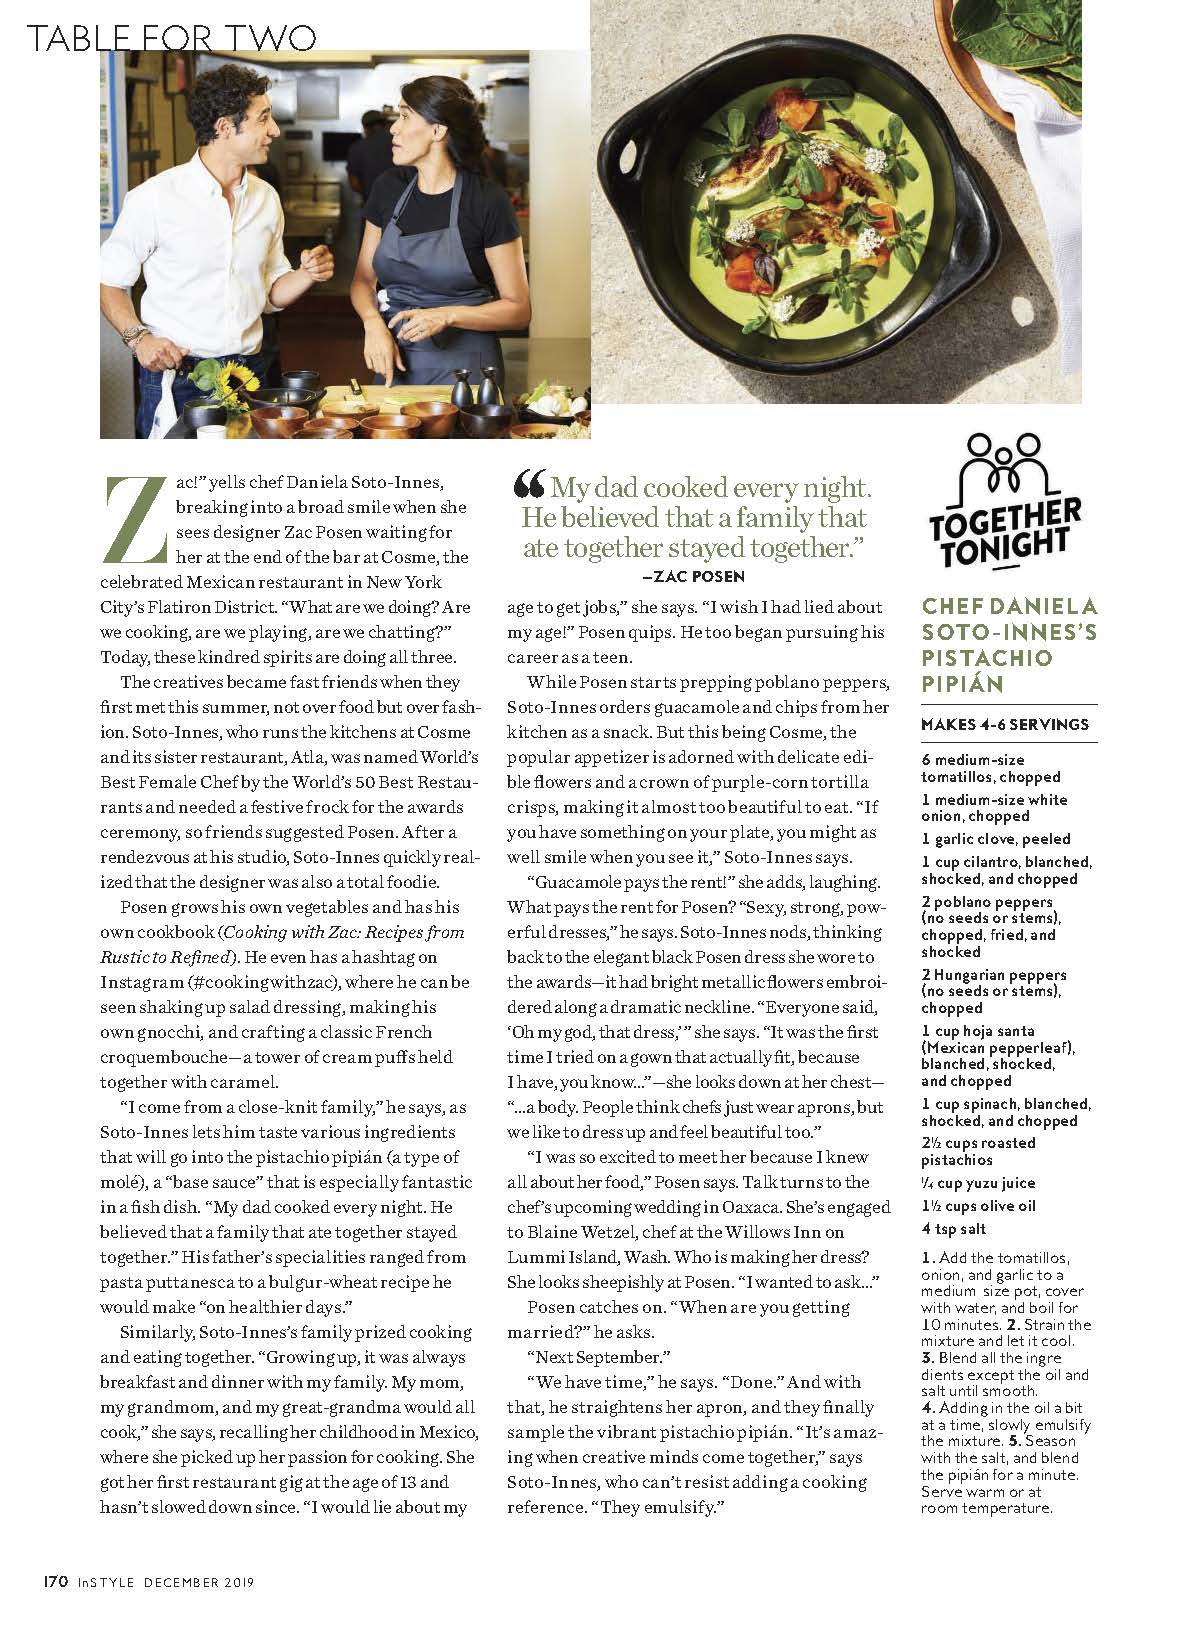 TABLE FOR TWO
Zac!” yells chef Daniela Soto-Innes,
breaking into a broad smile when she
sees designer Zac Posen waiting for
her at the end of the bar at Cosme, the
celebrated Mexican restaurant in New York
City’s Flatiron District. “What are we doing? Are
we cooking, are we playing, are we chatting?”
Today, these kindred spirits are doing all three.
The creatives became fast friends when they
first met this summer, not over food but over fash-
ion. Soto-Innes, who runs the kitchens at Cosme
and its sister restaurant, Atla, was named World’s
Best Female Chef by the World’s 50 Best Restau-
rants and needed a festive frock for the awards
ceremony, so friends suggested Posen. After a
rendezvous at his studio, Soto-Innes quickly real-
ized that the designer was also a total foodie.
Posen grows his own vegetables and has his
own cookbook (Cooking with Zac: Recipes from
Rustic to Refined). He even has a hashtag on
Instagram (#cookingwithzac), where he can be
seen shaking up salad dressing, making his
own gnocchi, and crafting a classic French
croquembouche—a tower of cream puffs held
together with caramel.
“I come from a close-knit family,” he says, as
Soto-Innes lets him taste various ingredients
that will go into the pistachio pipián (a type of
molé), a “base sauce” that is especially fantastic
in a fish dish. “My dad cooked every night. He
believed that a family that ate together stayed
together.” His father’s specialities ranged from
pasta puttanesca to a bulgur-wheat recipe he
would make “on healthier days.”
Similarly, Soto-Innes’s family prized cooking
and eating together. “Growing up, it was always
breakfast and dinner with my family. My mom,
my grandmom, and my great-grandma would all
cook,” she says, recalling her childhood in Mexico,
where she picked up her passion for cooking. She
got her first restaurant gig at the age of 13 and
hasn’t slowed down since. “I would lie about my
“My dad cooked every night.
He believed that a family that
ate together stayed together.”
—ZAC POSEN
age to get jobs,” she says. “I wish I had lied about
my age!” Posen quips. He too began pursuing his
career as a teen.
While Posen starts prepping poblano peppers,
Soto-Innes orders guacamole and chips from her
kitchen as a snack. But this being Cosme, the
popular appetizer is adorned with delicate edi-
ble flowers and a crown of purple-corn tortilla
crisps, making it almost too beautiful to eat. “If
you have something on your plate, you might as
well smile when you see it,” Soto-Innes says.
“Guacamole pays the rent!” she adds, laughing.
What pays the rent for Posen? “Sexy, strong, pow-
erful dresses,” he says. Soto-Innes nods, thinking
back to the elegant black Posen dress she wore to
the awards—it had bright metallic flowers embroi-
dered along a dramatic neckline. “Everyone said,
‘Oh my god, that dress,’ ” she says. “It was the first
time I tried on a gown that actually fit, because
I have, you know...”—she looks down at her chest—
“...a body. People think chefs just wear aprons, but
we like to dress up and feel beautiful too.”
“I was so excited to meet her because I knew
all about her food,” Posen says. Talk turns to the
chef’s upcoming wedding in Oaxaca. She’s engaged
to Blaine Wetzel, chef at the Willows Inn on
Lummi Island, Wash. Who is making her dress?
She looks sheepishly at Posen. “I wanted to ask...”
Posen catches on. “When are you getting
married?” he asks.
“Next September.”
“We have time,” he says. “Done.” And with
that, he straightens her apron, and they finally
sample the vibrant pistachio pipián. “It’s amaz-
ing when creative minds come together,” says
Soto-Innes, who can’t resist adding a cooking
reference. “They emulsify.”
TOGETHER
TONIGHT
CHEF DANIELA
SOTO-INNES’S
PISTACHIO
PIPIÁN
MAKES 4-6 SERVINGS
6 medium-size
tomatillos, chopped
1 medium-size white
onion, chopped
1 garlic clove, peeled
1 cup cilantro, blanched,
shocked, and chopped
2 poblano peppers
(no seeds or stems),
chopped, fried, and
shocked
2 Hungarian peppers
(no seeds or stems),
chopped
1 cup hoja santa
(Mexican pepperleaf),
blanched, shocked,
and chopped
1 cup spinach, blanched,
shocked, and chopped
2½ cups roasted
pistachios
¼ cup yuzu juice
1½ cups olive oil
4 tsp salt
1. Add the tomatillos,
onion, and garlic to a
medium size pot, cover
with water, and boil for
10 minutes. 2. Strain the
mixture and let it cool.
3. Blend all the ingre
dients except the oil and
salt until smooth.
4. Adding in the oil a bit
at a time, slowly emulsify
the mixture. 5. Season
with the salt, and blend
the pipián for a minute.
Serve warm or at
room temperature.
170 InSTYLE DECEMBER 2019